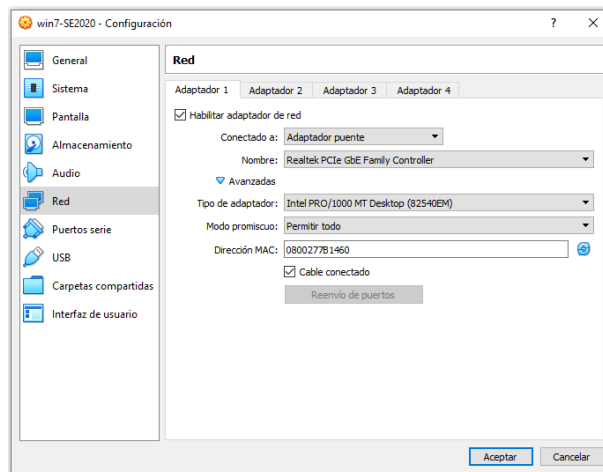 win7-SE2020 - Configuración ?
General
Sistema
Pantalla
Almacenamiento
Audio
Red
Puertos serie
USB
Carpetas compartidas
Interfaz de usuario
Red
Adaptador 1 Adaptador 2 Adaptador 3 Adaptador 4
Habilitar adaptador de red
Conectado a: Adaptador puente
Nombre: Realtek PCIe GbE Family Controller
Avanzadas
Tipo de adaptador: Intel PRO/1000 MT Desktop (82540EM)
Modo promiscuo: Permitir todo
Dirección MAC: 0800277B1460
Cable conectado
Reenvío de puertos
Aceptar Cancelar